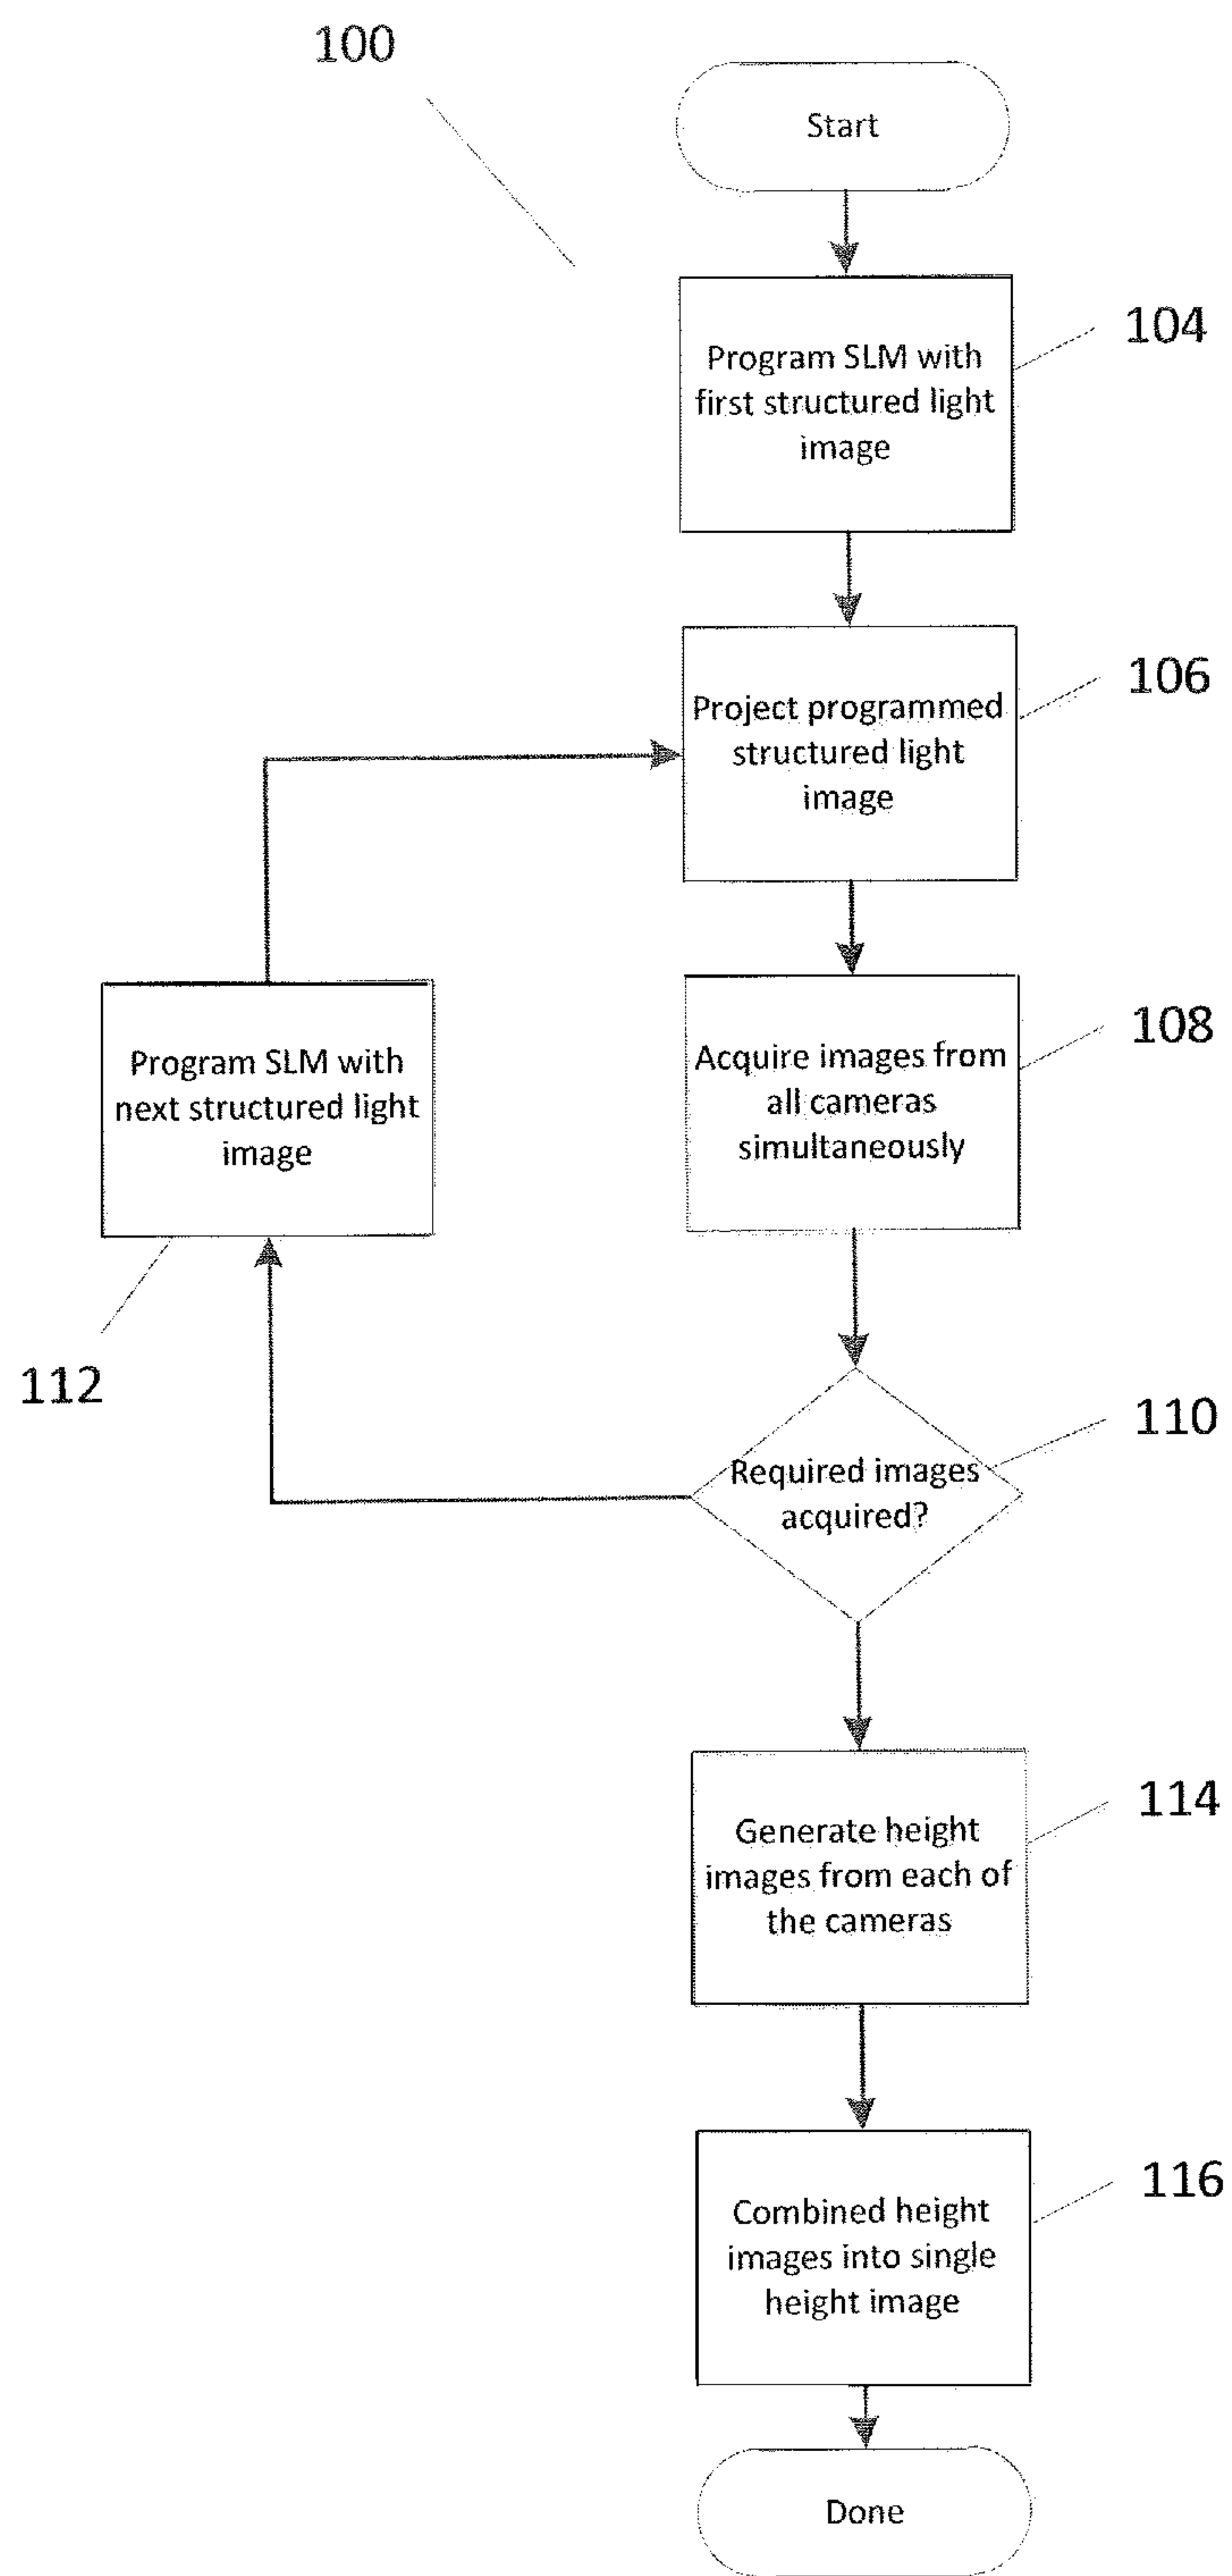 100
Start
Program SLM with
first structured light
image
104
Project programmed
structured light
image
106
Acquire images from
all cameras
simultaneously
108
Program SLM with
next structured light
image
112
Required images
acquired?
110
Generate height
images from each of
the cameras
114
Combined height
images into single
height image
116
Done